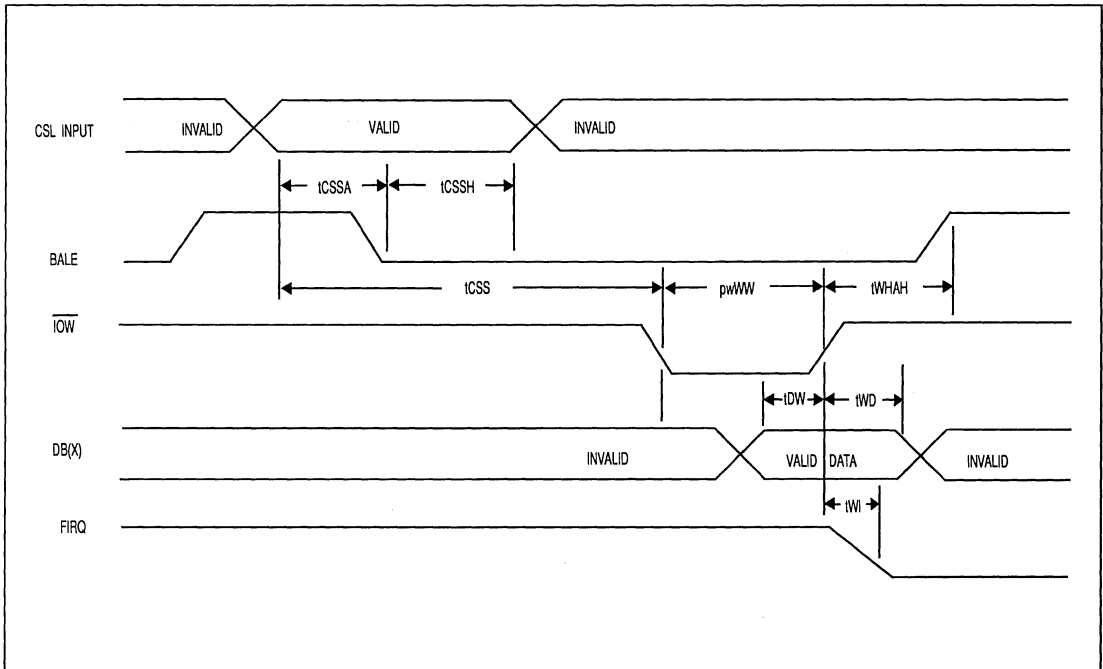 CSL INPUT
INVALID
VALID
INVALID
tCSSA
tCSSH
BALE
tCSS
pwWW
tWHAH
IOW
tDW
tWD
DB(X)
INVALID
VALID DATA
INVALID
tWI
FIRQ